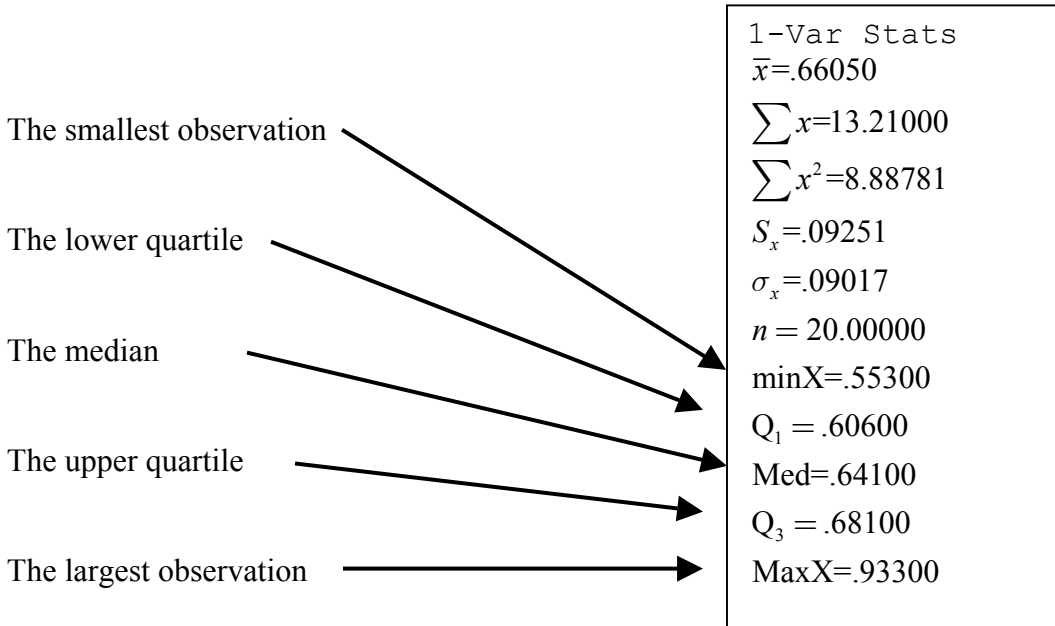 The smallest observation
The lower quartile
The median
The upper quartile
The largest observation
1-Var Stats
x̅=.66050
∑x=13.21000
∑x²=8.88781
Sₓ=.09251
σₓ=.09017
n = 20.00000
minX=.55300
Q₁ = .60600
Med=.64100
Q₃ = .68100
MaxX=.93300